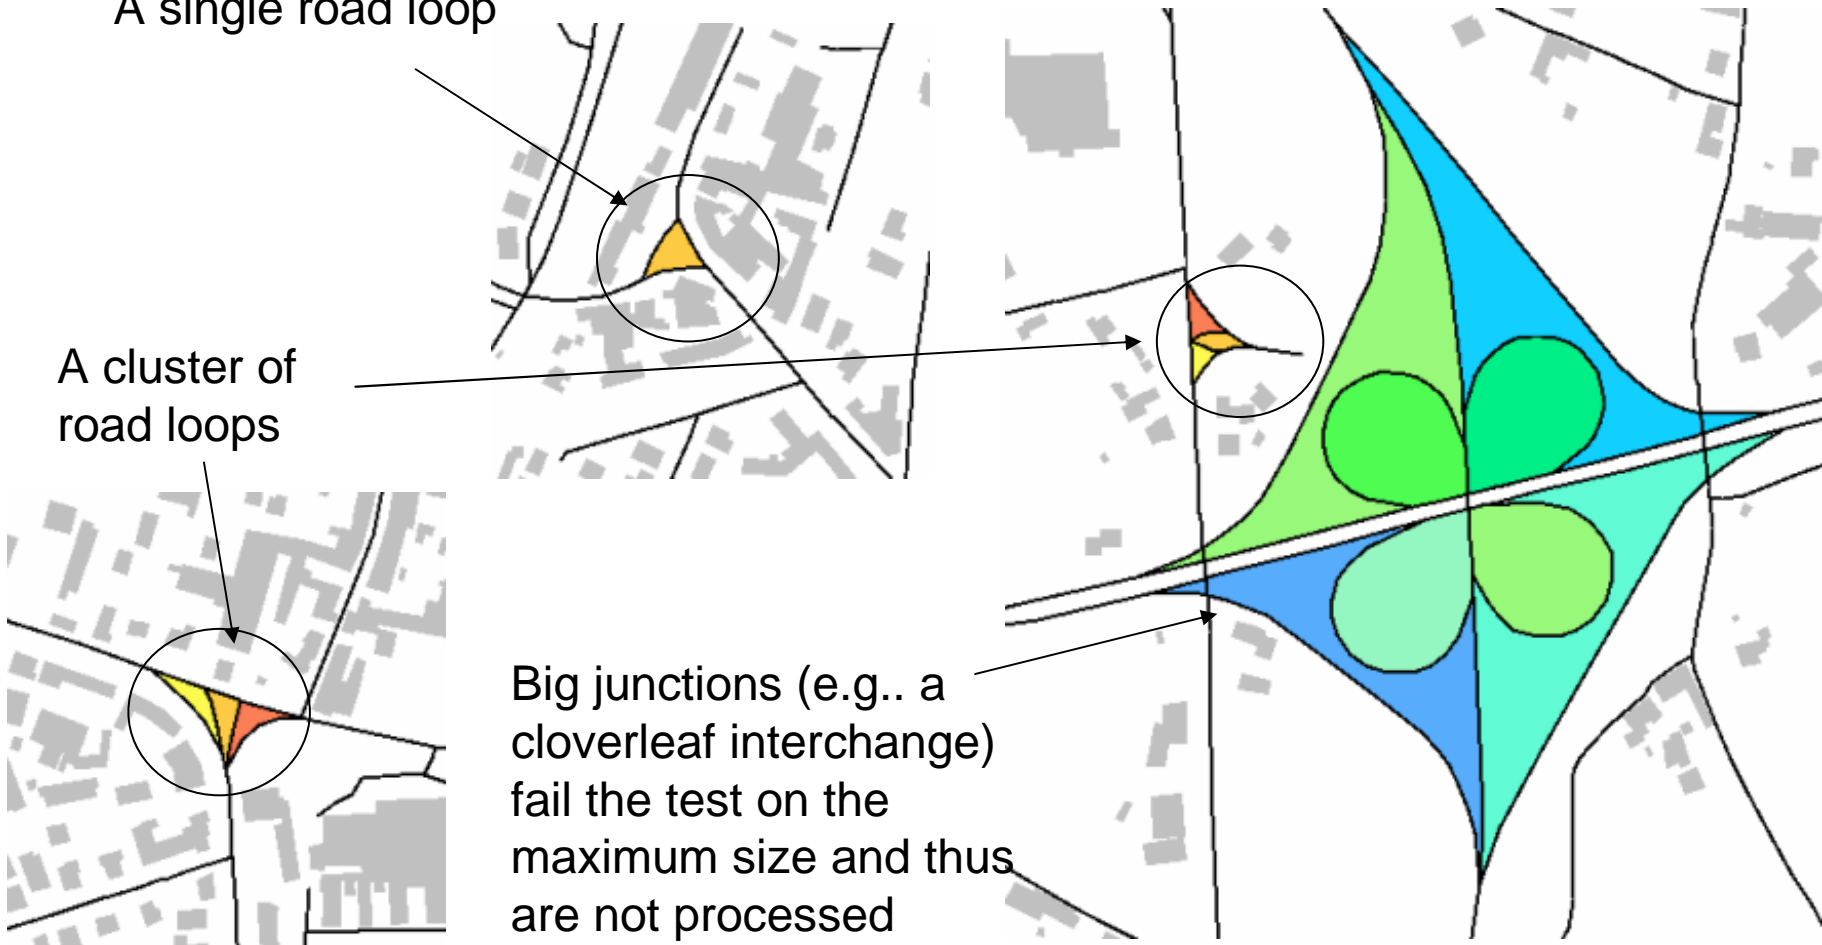 A single road loop
A cluster of
road loops
Big junctions (e.g.. a
cloverleaf interchange)
fail the test on the
maximum size and thus
are not processed